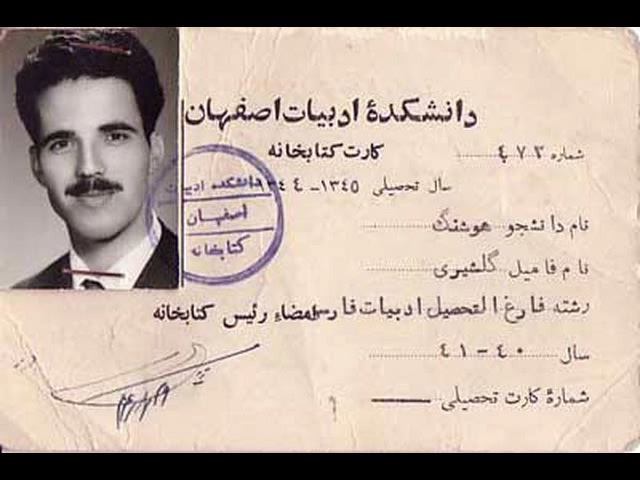 دانشکدهٔ ادبیات اصفهان
کارت کتابخانه
شماره ۴۷۳
سال تحصیلی ۱۳۴۵-۱۳۴۴
نام دانشجو هوشنگ
نام فامیل گلشیری
رشته فارغ التحصیل ادبیات فارسی
سال ۴۰-۴۱
شمارهٔ کارت تحصیلی
امضاء رئیس کتابخانه
دانشکده ادبیات
اصفهان
کتابخانه